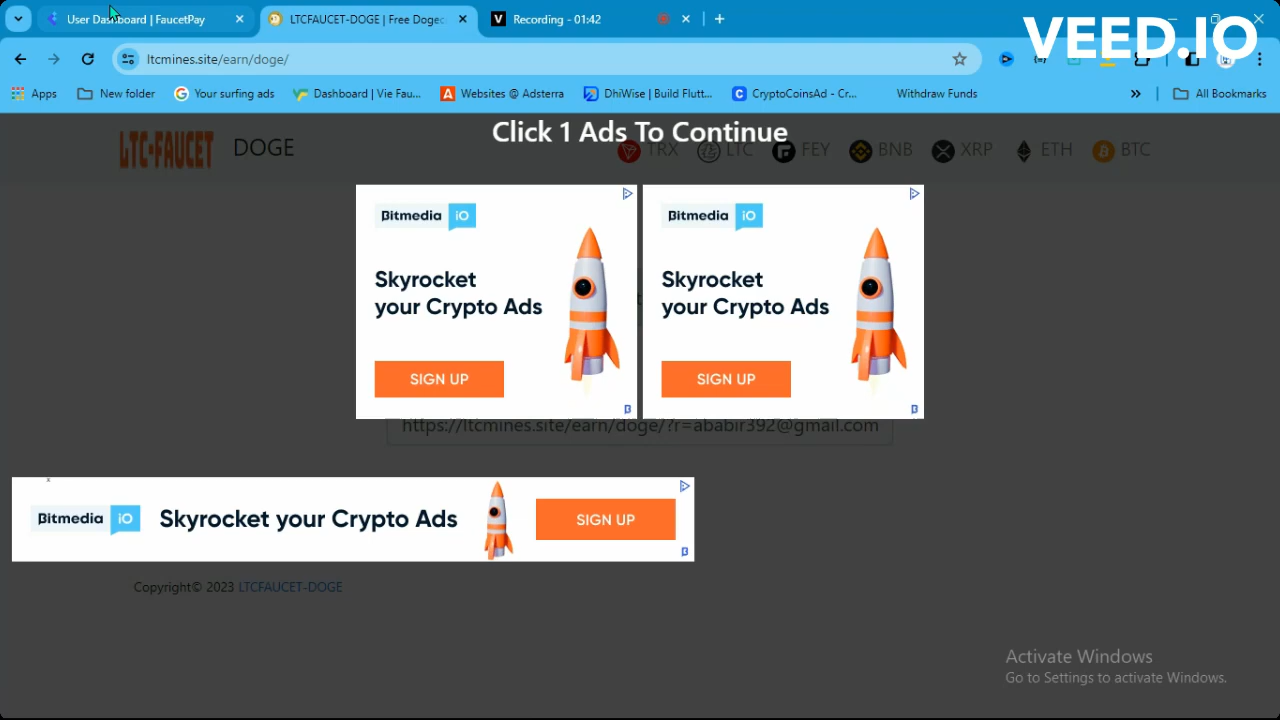 User Dashboard | FaucetPay
LTCFAUCET-DOGE | Free Dogec
V Recording - 01:42
VEED.IO
ltcmines.site/earn/doge/
Apps
New folder
Your surfing ads
Dashboard | Vie Fau...
Websites @ Adsterra
DhiWise | Build Flutt...
CryptoCoinsAd - Cr...
Withdraw Funds
All Bookmarks
Click 1 Ads To Continue
LTC-FAUCET DOGE
TRX
LTC
FEY
BNB
XRP
ETH
BTC
Bitmedia iO
Skyrocket
your Crypto Ads
SIGN UP
Bitmedia iO
Skyrocket
your Crypto Ads
SIGN UP
https://ltcmines.site/earn/doge/?r=ababir392@gmail.com
x
Bitmedia iO Skyrocket your Crypto Ads SIGN UP
Copyright© 2023 LTCFAUCET-DOGE
Activate Windows
Go to Settings to activate Windows.